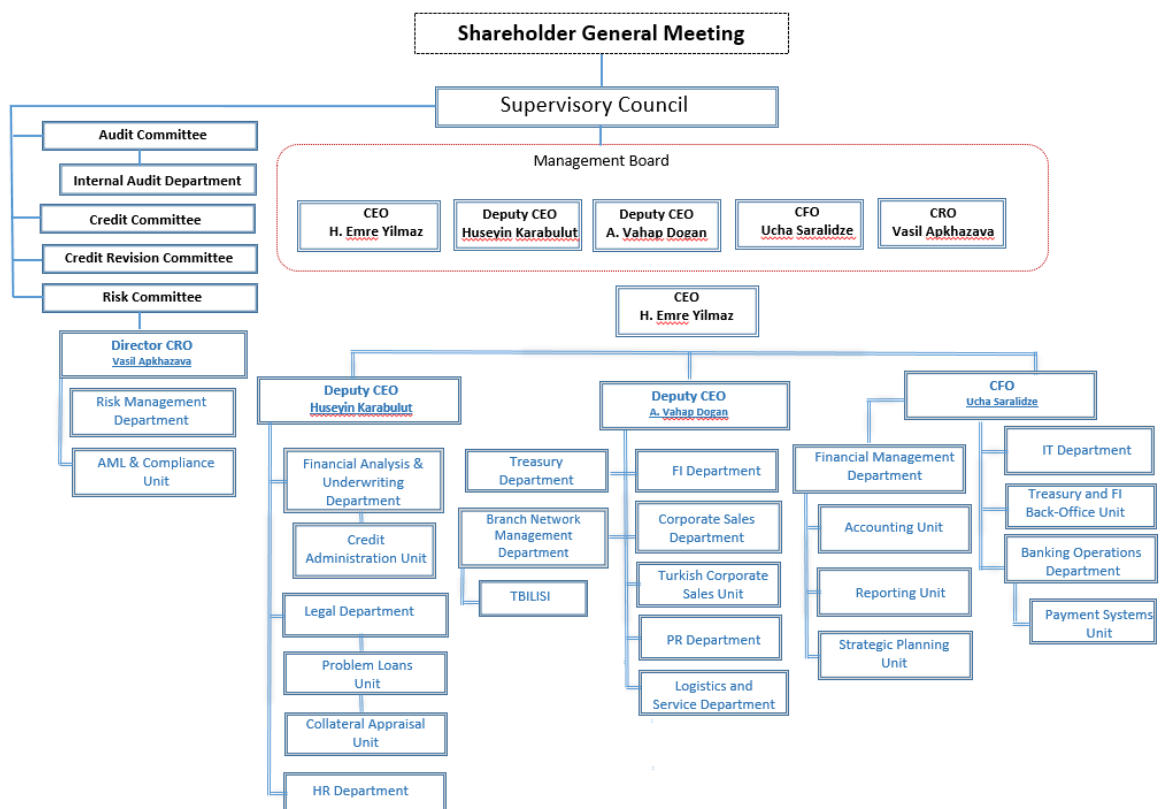 Shareholder General Meeting
Supervisory Council
Audit Committee
Internal Audit Department
Credit Committee
Credit Revision Committee
Risk Committee
Director CRO
Vasil Apkhazava
Risk Management
Department
AML & Compliance
Unit
Management Board
CEO
H. Emre Yilmaz
Deputy CEO
Huseyin Karabulut
Deputy CEO
A. Vahap Dogan
CFO
Ucha Saralidze
CRO
Vasil Apkhazava
CEO
H. Emre Yilmaz
Deputy CEO
Huseyin Karabulut
Financial Analysis &
Underwriting
Department
Credit
Administration Unit
Legal Department
Problem Loans
Unit
Collateral Appraisal
Unit
HR Department
Deputy CEO
A. Vahap Dogan
Treasury
Department
Branch Network
Management
Department
TBILISI
FI Department
Corporate Sales
Department
Turkish Corporate
Sales Unit
PR Department
Logistics and
Service Department
CFO
Ucha Saralidze
Financial Management
Department
Accounting Unit
Reporting Unit
Strategic Planning
Unit
IT Department
Treasury and FI
Back-Office Unit
Banking Operations
Department
Payment Systems
Unit